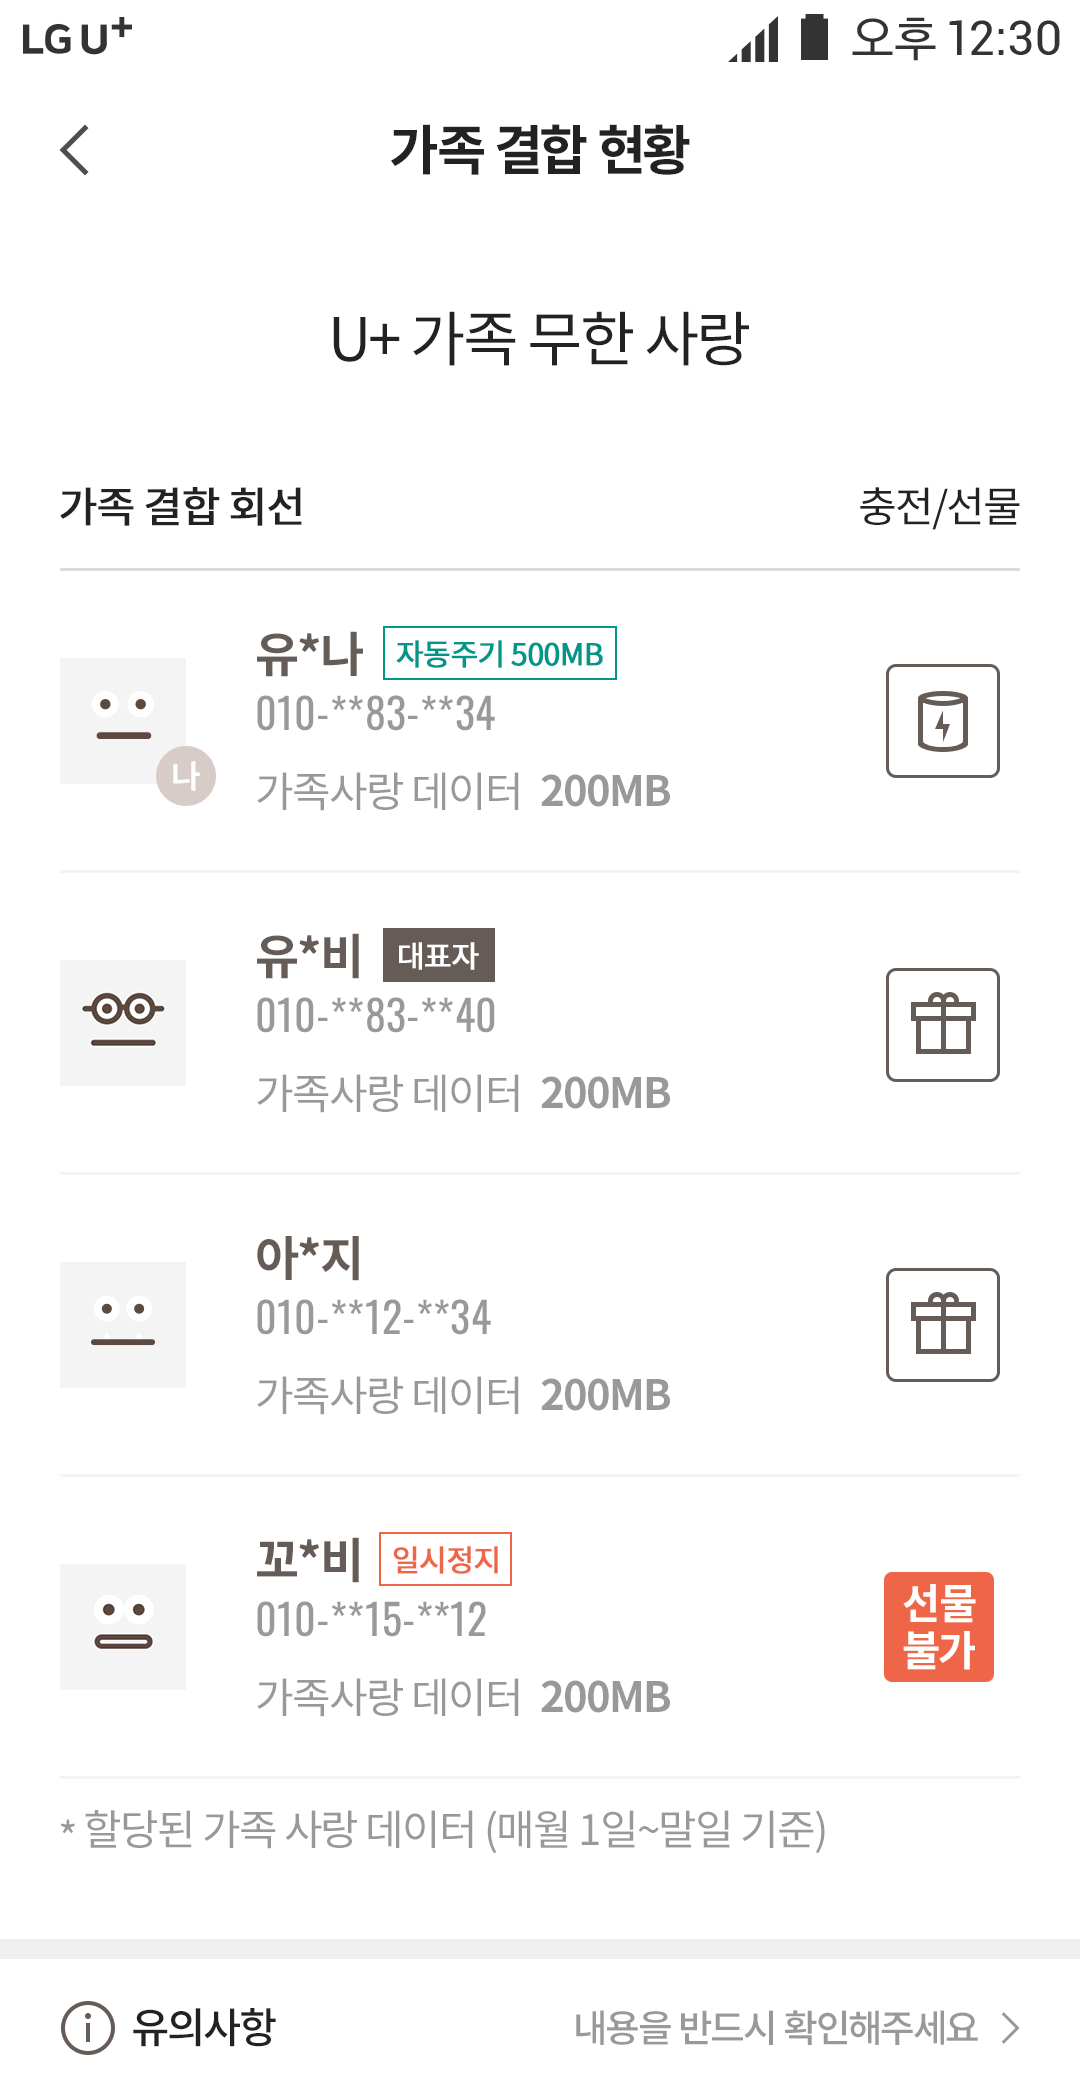 LG U+ 오후 12:30
가족 결합 현황
U+ 가족 무한 사랑
가족 결합 회선 충전/선물
유*나 자동주기 500MB
010-**83-**34
나
가족사랑 데이터 200MB
유*비 대표자
010-**83-**40
가족사랑 데이터 200MB
아*지
010-**12-**34
가족사랑 데이터 200MB
꼬*비 일시정지
010-**15-**12
선물
불가
가족사랑 데이터 200MB
* 할당된 가족 사랑 데이터 (매월 1일~말일 기준)
유의사항 내용을 반드시 확인해주세요